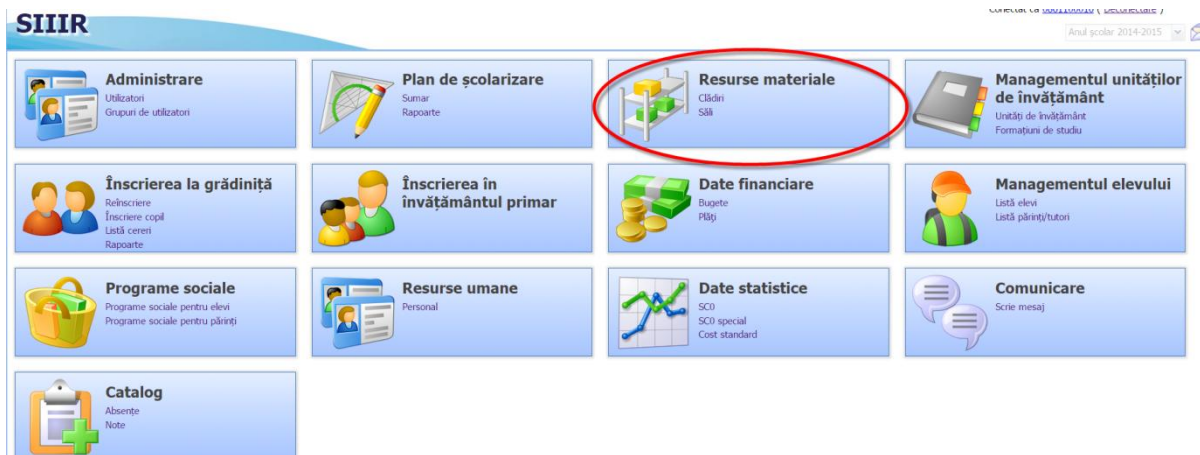 SIIIR
Conectat ca 0001100010 ( Deconectare )
Anul școlar 2014-2015
Administrare
Utilizatori
Grupuri de utilizatori
Plan de școlarizare
Sumar
Rapoarte
Resurse materiale
Clădiri
Săli
Managementul unităților
de învățământ
Unități de învățământ
Formațiuni de studiu
Înscrierea la grădiniță
Reînscriere
Înscriere copil
Listă cereri
Rapoarte
Înscrierea în
învățământul primar
Date financiare
Bugete
Plăți
Managementul elevului
Listă elevi
Listă părinți/tutori
Programe sociale
Programe sociale pentru elevi
Programe sociale pentru părinți
Resurse umane
Personal
Date statistice
SC0
SC0 special
Cost standard
Comunicare
Scrie mesaj
Catalog
Absențe
Note